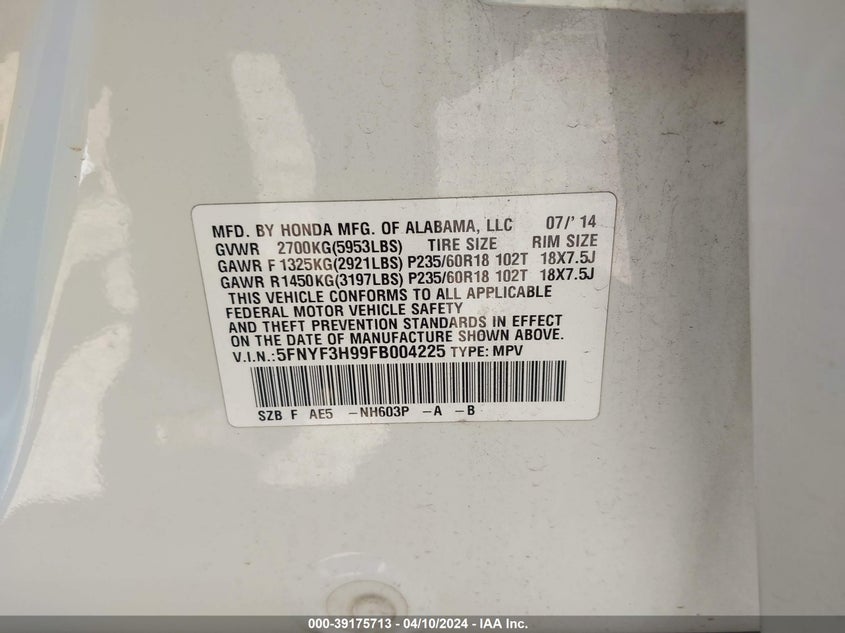 MFD. BY HONDA MFG. OF ALABAMA, LLC 07/'14
GVWR 2700KG(5953LBS) TIRE SIZE RIM SIZE
GAWR F 1325KG(2921LBS) P235/60R18 102T 18X7.5J
GAWR R1450KG(3197LBS) P235/60R18 102T 18X7.5J
THIS VEHICLE CONFORMS TO ALL APPLICABLE
FEDERAL MOTOR VEHICLE SAFETY
AND THEFT PREVENTION STANDARDS IN EFFECT
ON THE DATE OF MANUFACTURE SHOWN ABOVE.
V.I.N.:5FNYF3H99FB004225 TYPE: MPV
SZB F AE5 -NH603P -A -B
000-39175713 - 04/10/2024 - IAA Inc.